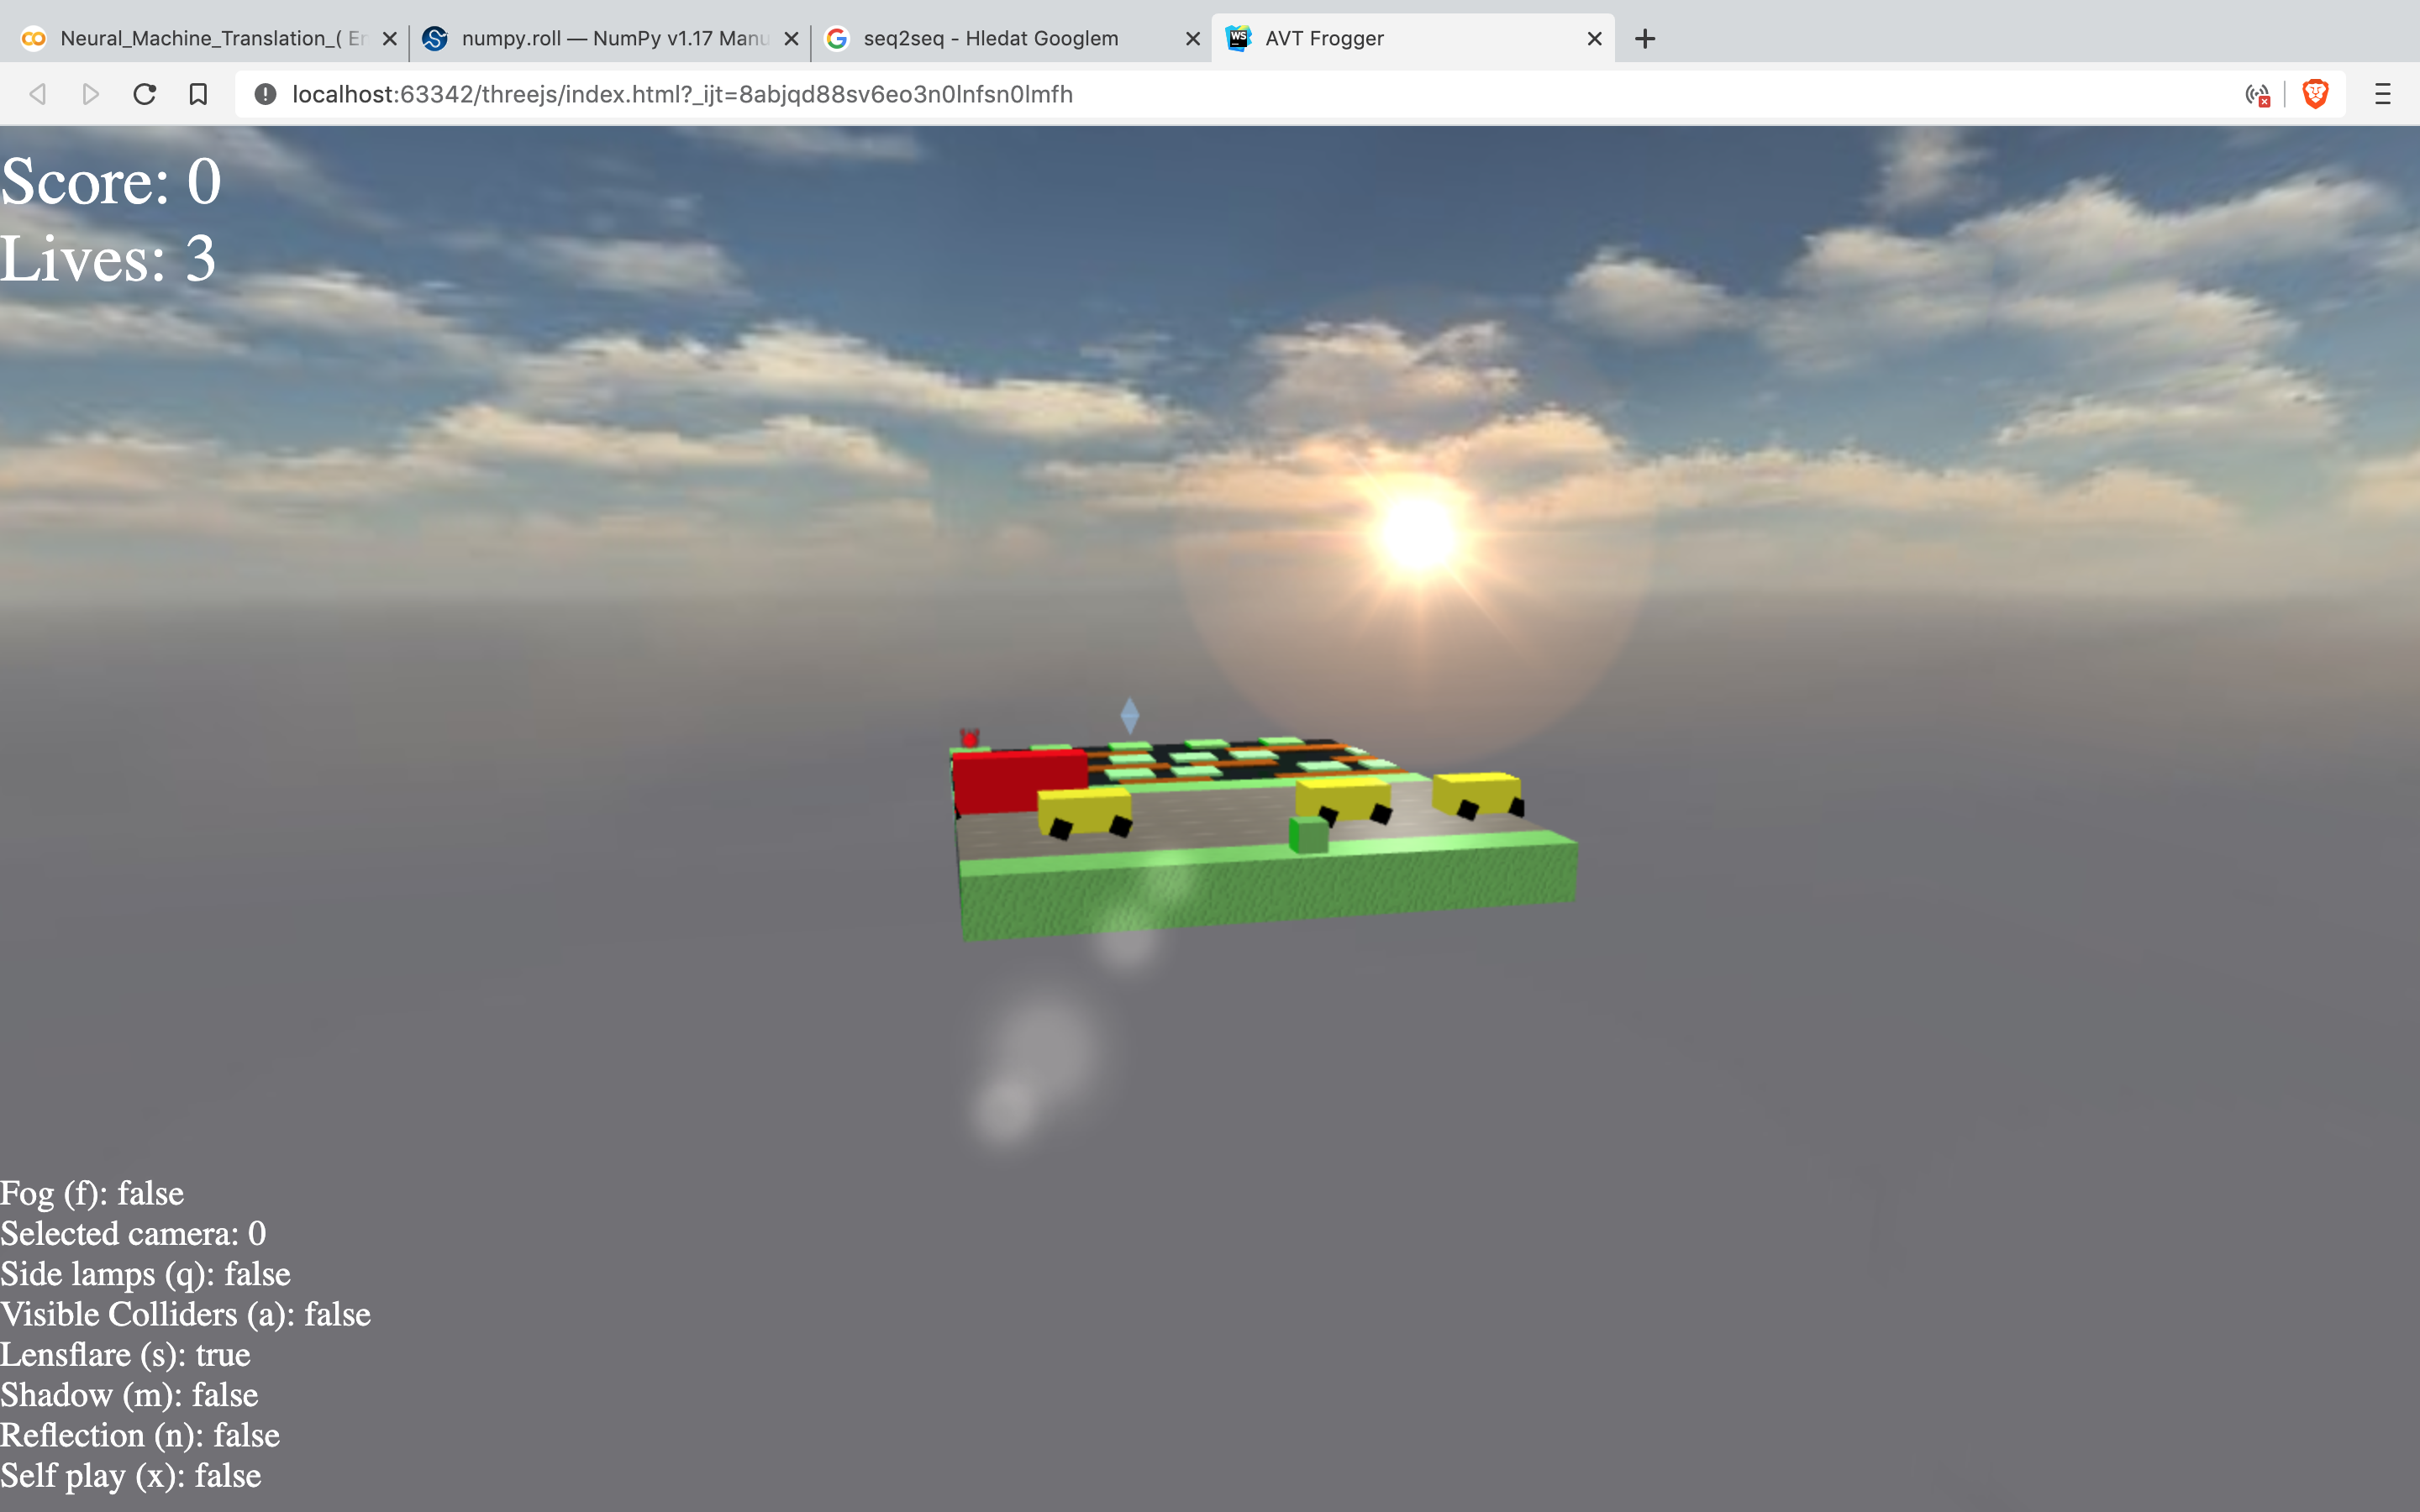 Neural_Machine_Translation_( Er
numpy.roll — NumPy v1.17 Manu
seq2seq - Hledat Googlem
WS
AVT Frogger
localhost:63342/threejs/index.html?_ijt=8abjqd88sv6eo3n0lnfsn0lmfh
Score: 0
Lives: 3
Fog (f): false
Selected camera: 0
Side lamps (q): false
Visible Colliders (a): false
Lensflare (s): true
Shadow (m): false
Reflection (n): false
Self play (x): false